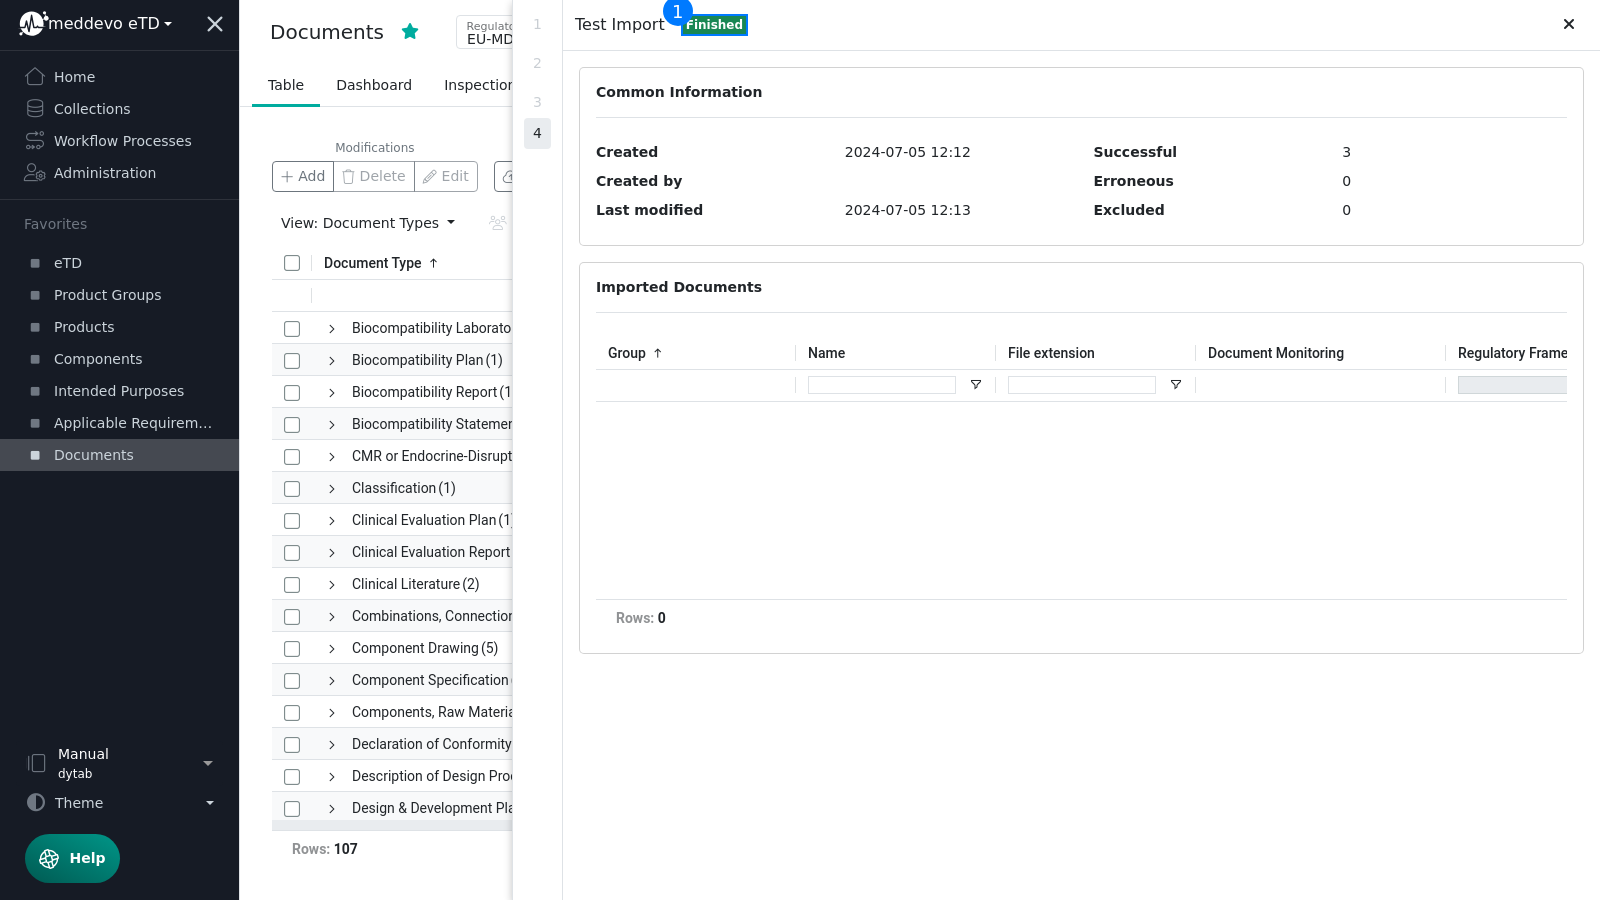 meddevo eTD
Home
Collections
Workflow Processes
Administration
Favorites
eTD
Product Groups
Products
Components
Intended Purposes
Applicable Requirem...
Documents
Manual
dytab
Theme
Help
Documents
Regulato
EU-MD
Table
Dashboard
Inspection
Modifications
Add
Delete
Edit
View: Document Types
Document Type
Biocompatibility Laborato
Biocompatibility Plan (1)
Biocompatibility Report (1
Biocompatibility Statemen
CMR or Endocrine-Disrupt
Classification (1)
Clinical Evaluation Plan (1)
Clinical Evaluation Report
Clinical Literature (2)
Combinations, Connection
Component Drawing (5)
Component Specification
Components, Raw Materia
Declaration of Conformity
Description of Design Proc
Design & Development Pla
Rows: 107
1
2
3
4
Test Import
1
Finished
Common Information
Created 2024-07-05 12:12 Successful 3
Created by Erroneous 0
Last modified 2024-07-05 12:13 Excluded 0
Imported Documents
Group Name File extension Document Monitoring Regulatory Frame
Rows: 0